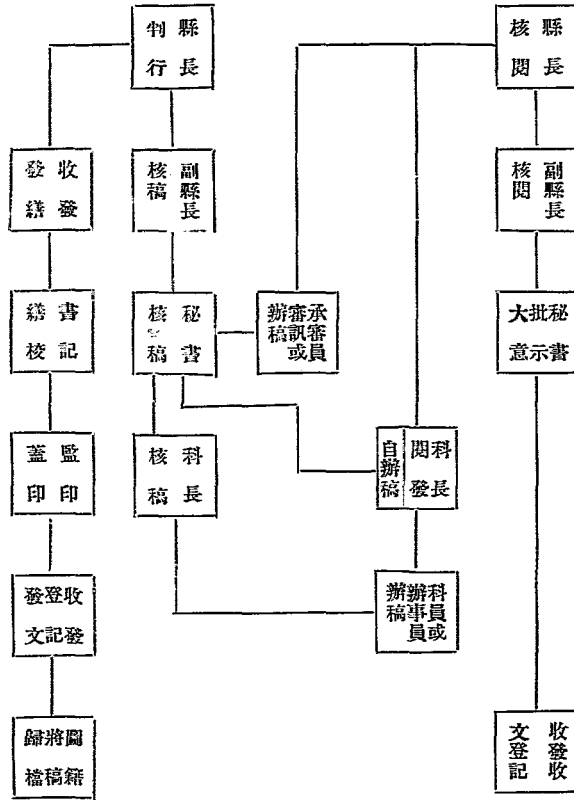 縣長
核閱
副縣長
核閱
秘書
批示
大意
收發收
文登記
科長
閱發
自辦稿
科員或
辦事員
辦稿
承審員
審訊或
辦稿
縣長
判行
副縣長
核稿
秘書
核稿
科長
核稿
收發
發繕
書記
繕校
監印
蓋印
收發
登記
發文
圖籍
將稿
歸檔